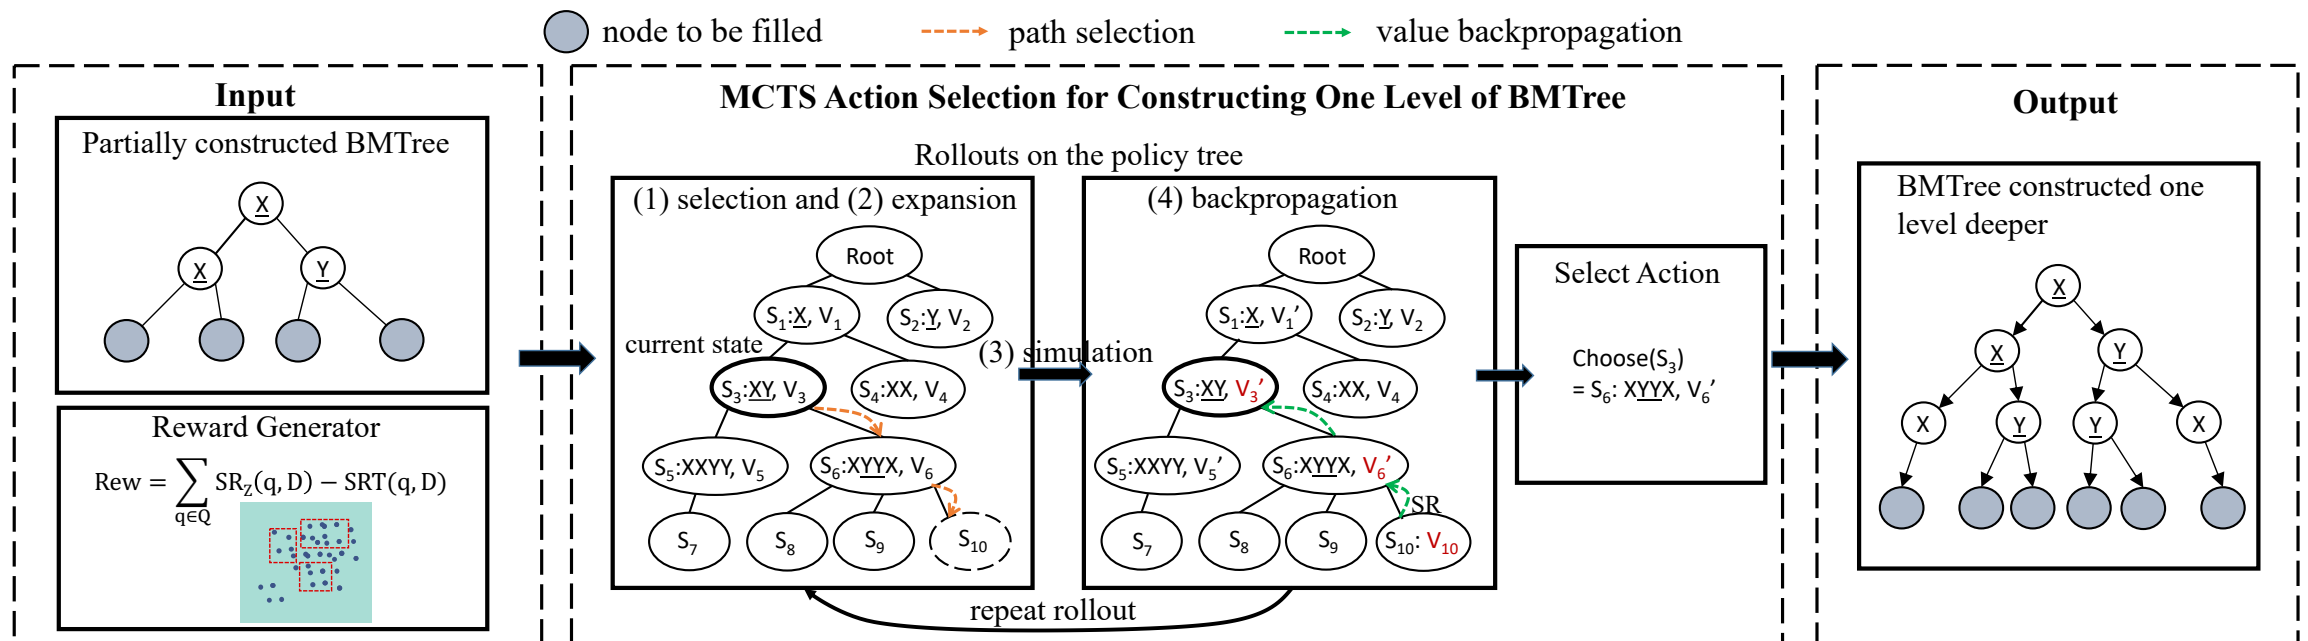 node to be filled
path selection
value backpropagation
Input
Partially constructed BMTree
X
X
Y
Reward Generator
Rew = ∑q∈Q SRZ(q, D) − SRT(q, D)
MCTS Action Selection for Constructing One Level of BMTree
Rollouts on the policy tree
(1) selection and (2) expansion
Root
S1:X, V1
S2:Y, V2
current state
S3:XY, V3
S4:XX, V4
S5:XXYY, V5
S6:XYYX, V6
S7
S8
S9
S10
(3) simulation
(4) backpropagation
Root
S1:X, V1’
S2:Y, V2
S3:XY, V3’
S4:XX, V4
S5:XXYY, V5’
S6:XYYX, V6’
SR
S7
S8
S9
S10: V10
repeat rollout
Select Action
Choose(S3)
= S6: XYYX, V6’
Output
BMTree constructed one
level deeper
X
X
Y
X
Y
Y
X